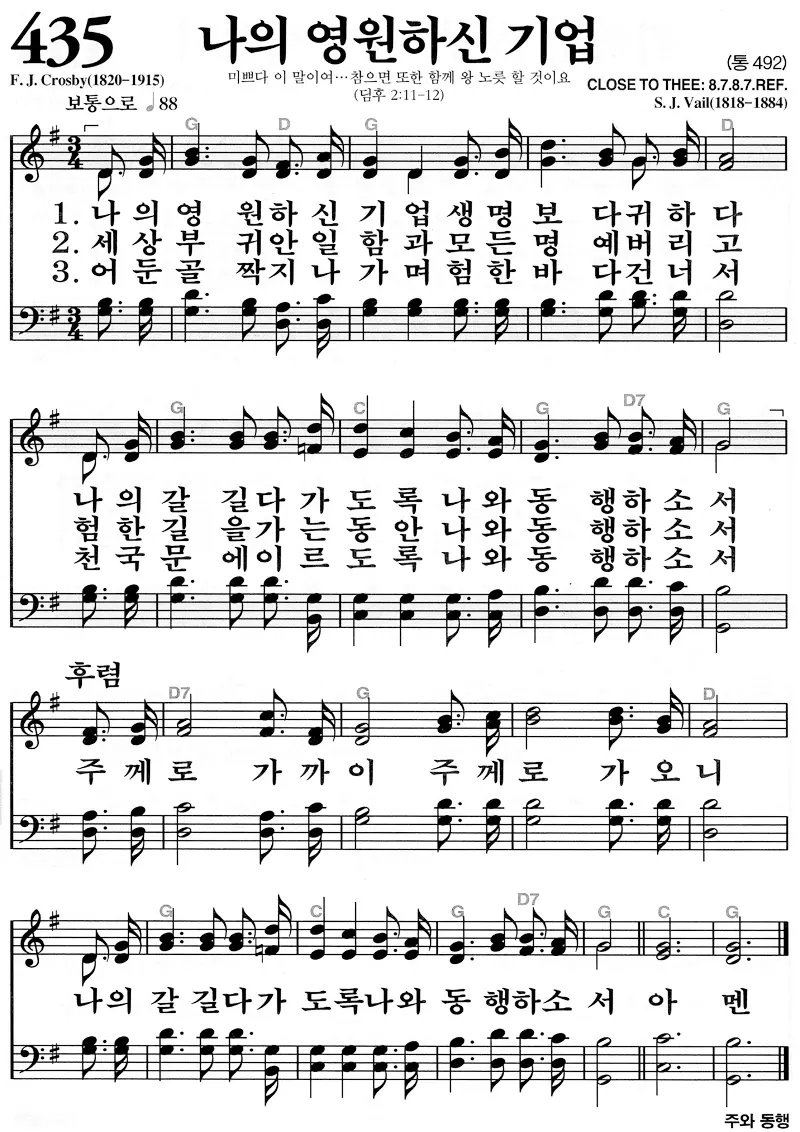 435 나의 영원하신 기업 (통 492)
F. J. Crosby(1820-1915) 미쁘다 이 말이여…참으면 또한 함께 왕 노릇 할 것이요 CLOSE TO THEE: 8.7.8.7.REF.
보통으로 ♩88 (딤후 2:11-12) S. J. Vail(1818-1884)
G D G D
3/4
1. 나 의 영 원하 신 기 업 생 명 보 다귀 하 다
2. 세 상 부 귀안 일 함 과 모 든 명 예버 리 고
3. 어 둔 골 짝지 나 가 며 험 한 바 다건 너 서
3/4
G C G D7 G
나 의 갈 길다 가 도 록 나 와 동 행하 소 서
험 한 길 을가 는 동 안 나 와 동 행하 소 서
천 국 문 에이 르 도 록 나 와 동 행하 소 서
후렴
D7 G D
주 께 로 가 까 이 주 께 로 가 오 니
G C G D7 G C G
나의 갈 길다가 도록나와 동 행하소 서 아 멘
주와 동행